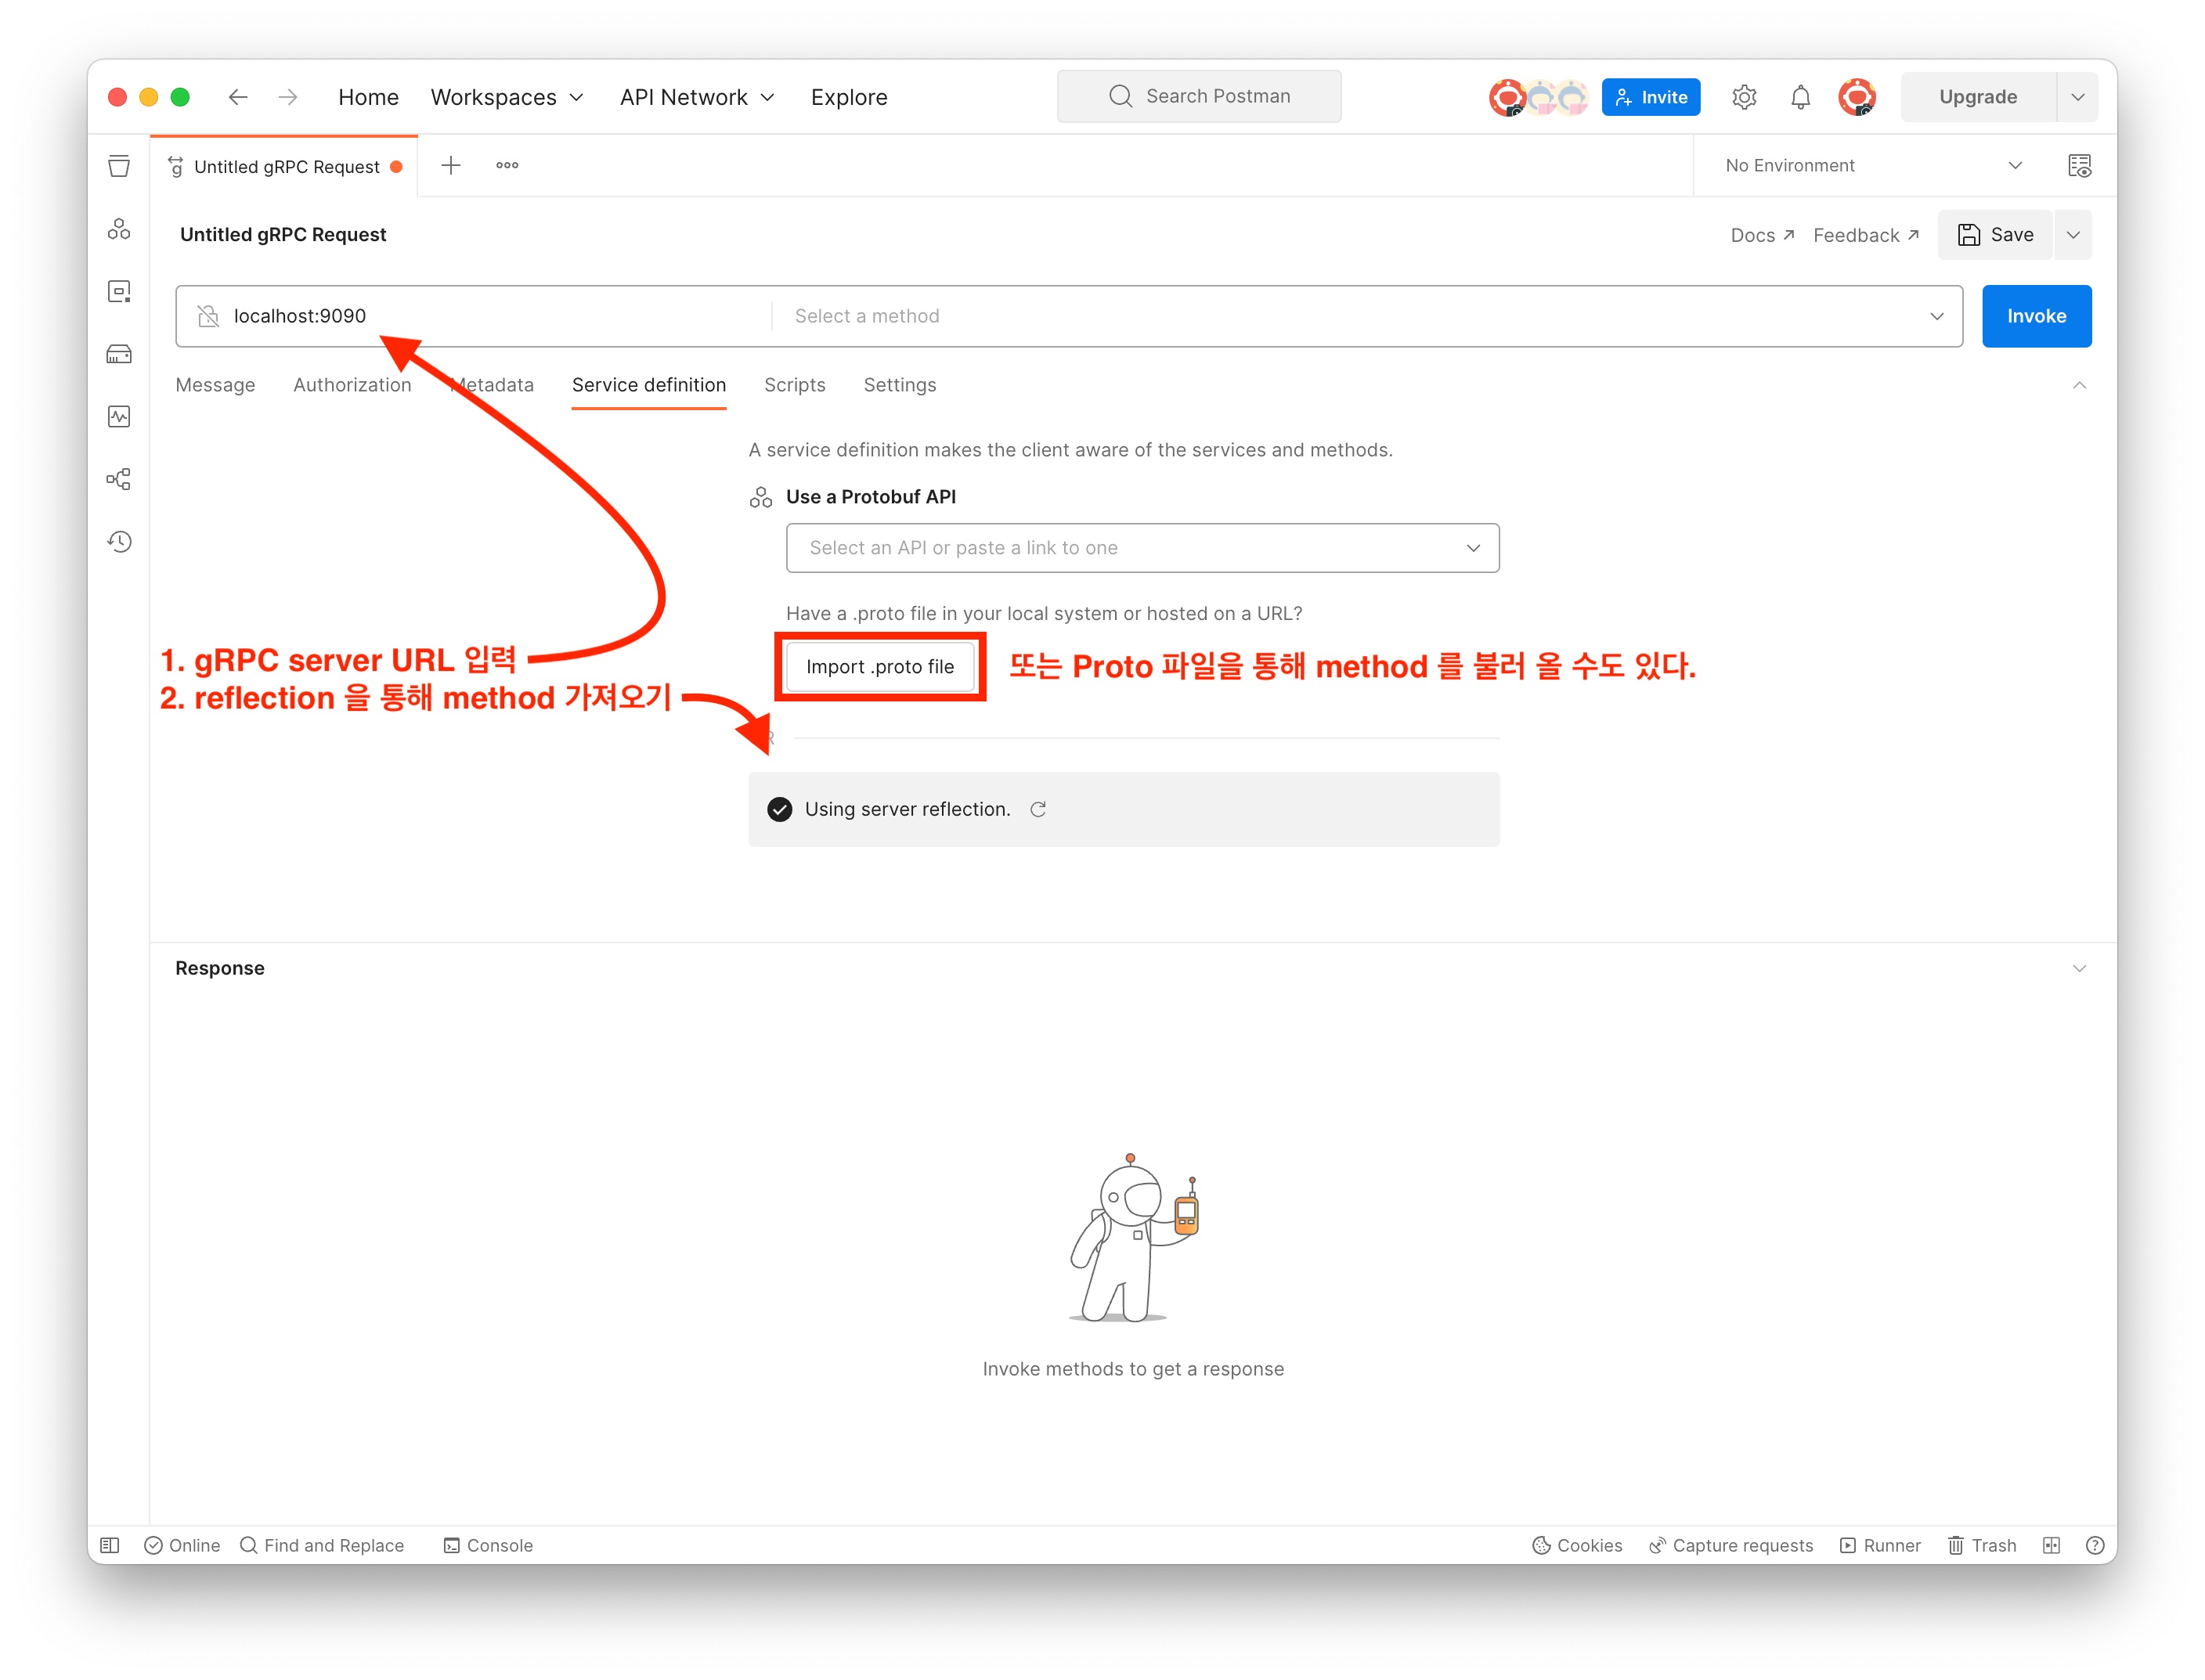 Home Workspaces API Network Explore Search Postman Invite Upgrade
Untitled gRPC Request No Environment
Untitled gRPC Request Docs Feedback Save
localhost:9090 Select a method Invoke
Message Authorization Metadata Service definition Scripts Settings
A service definition makes the client aware of the services and methods.
Use a Protobuf API
Select an API or paste a link to one
Have a .proto file in your local system or hosted on a URL?
1. gRPC server URL 입력
Import .proto file 또는 Proto 파일을 통해 method 를 불러 올 수도 있다.
2. reflection 을 통해 method 가져오기
Using server reflection.
Response
Invoke methods to get a response
Online Find and Replace Console Cookies Capture requests Runner Trash